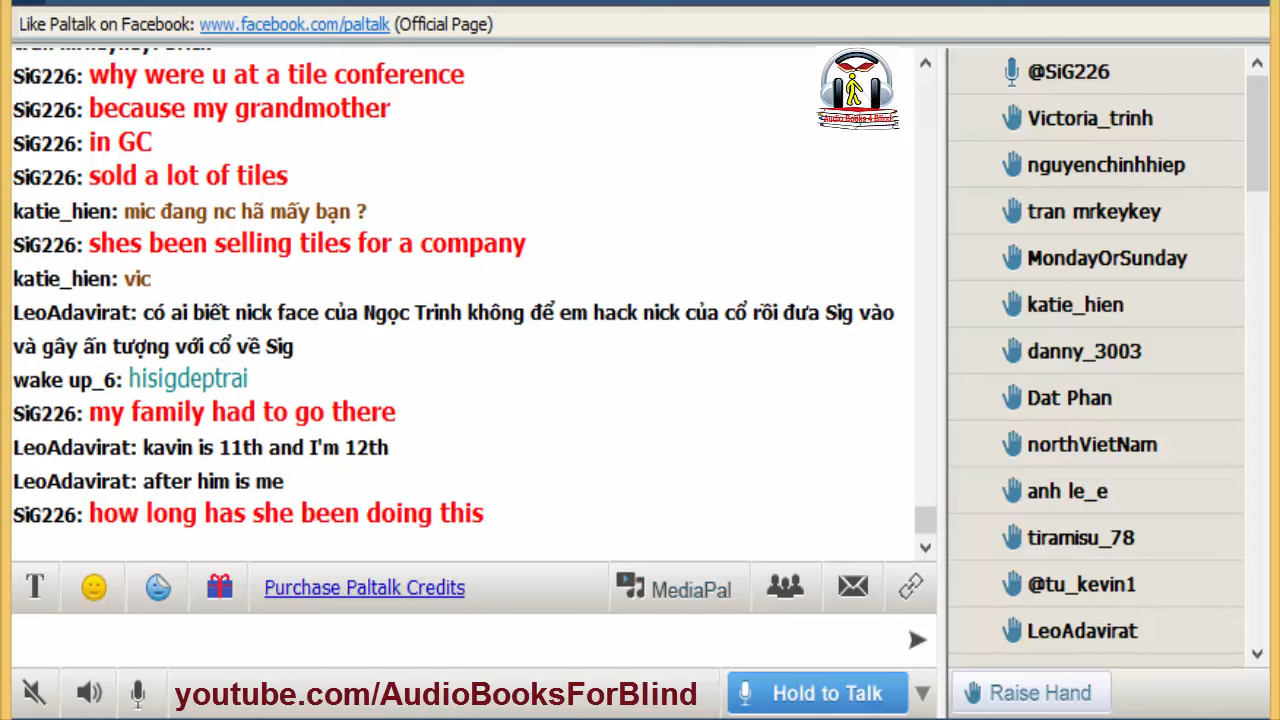 Like Paltalk on Facebook: www.facebook.com/paltalk (Official Page)
SiG226: why were u at a tile conference
SiG226: because my grandmother
SiG226: in GC
SiG226: sold a lot of tiles
katie_hien: mic đang nc hã mấy bạn ?
SiG226: shes been selling tiles for a company
katie_hien: vic
LeoAdavirat: có ai biết nick face của Ngọc Trinh không để em hack nick của cổ rồi đưa Sig vào
và gây ấn tượng với cổ về Sig
wake up_6: hisigdeptrai
SiG226: my family had to go there
LeoAdavirat: kavin is 11th and I'm 12th
LeoAdavirat: after him is me
SiG226: how long has she been doing this
Audio Books 4 Blind
@SiG226
Victoria_trinh
nguyenchinhhiep
tran mrkeykey
MondayOrSunday
katie_hien
danny_3003
Dat Phan
northVietNam
anh le_e
tiramisu_78
@tu_kevin1
LeoAdavirat
T
Purchase Paltalk Credits
MediaPal
youtube.com/AudioBooksForBlind
Hold to Talk
Raise Hand